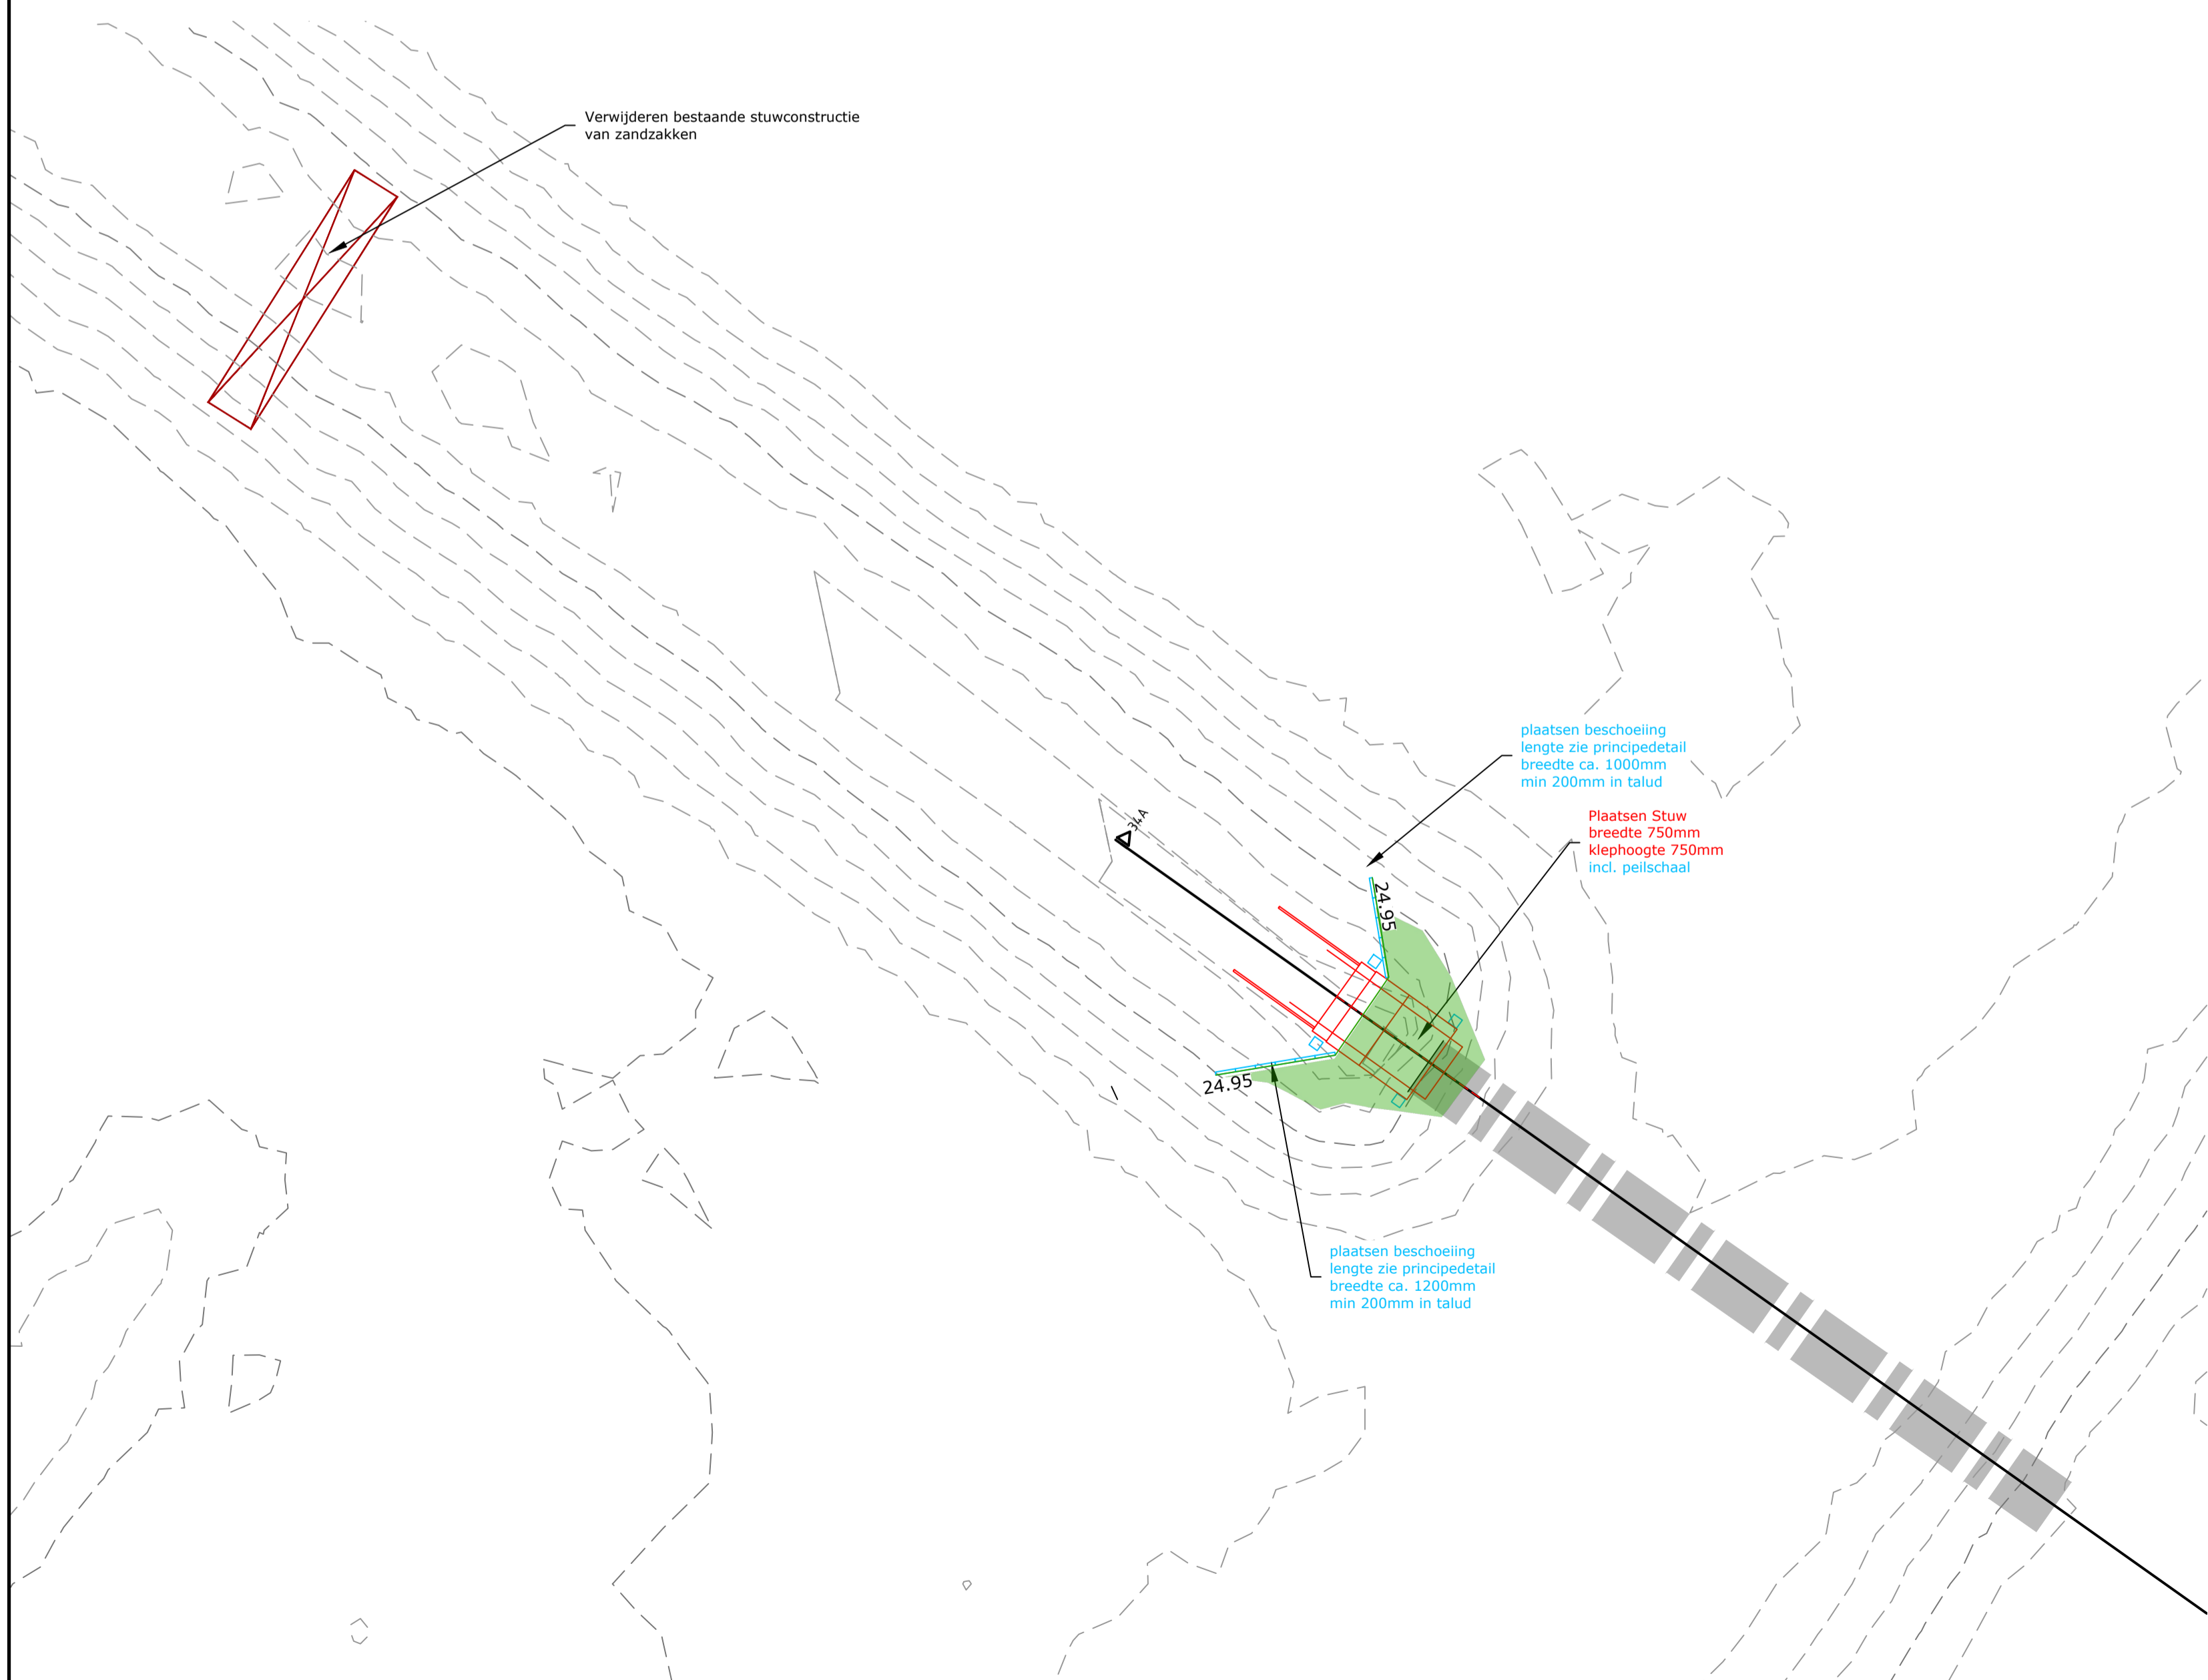 Verwijderen bestaande stuwconstructie
van zandzakken
plaatsen beschoeiing
lengte zie principedetail
breedte ca. 1000mm
min 200mm in talud
Plaatsen Stuw
breedte 750mm
klephoogte 750mm
incl. peilschaal
34A
24.95
24.95
plaatsen beschoeiing
lengte zie principedetail
breedte ca. 1200mm
min 200mm in talud